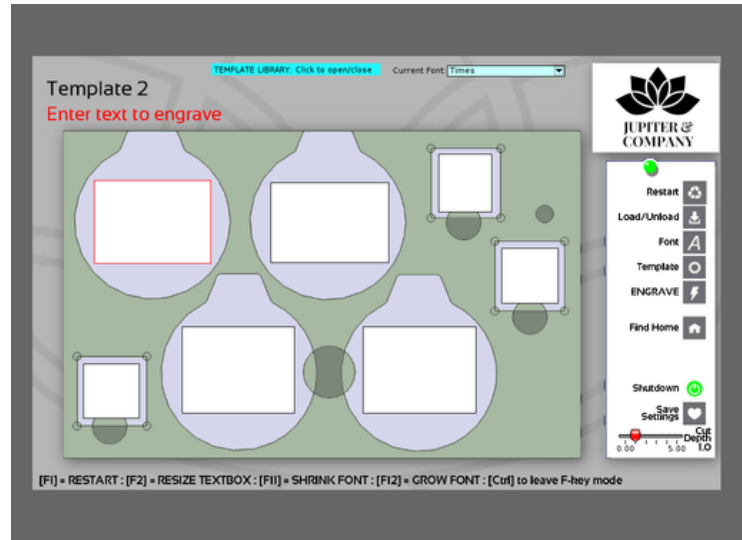 TEMPLATE LIBRARY: Click to open/close
Current Font: Times
Template 2
Enter text to engrave
JUPITER &
COMPANY
Restart
Load/Unload
Font
A
Template
ENGRAVE
Find Home
Shutdown
Save
Settings
Cut
Depth
0.00 5.00 1.0
[F1] = RESTART : [F2] = RESIZE TEXTBOX : [F11] = SHRINK FONT : [F12] = GROW FONT : [Ctrl] to leave F-key mode